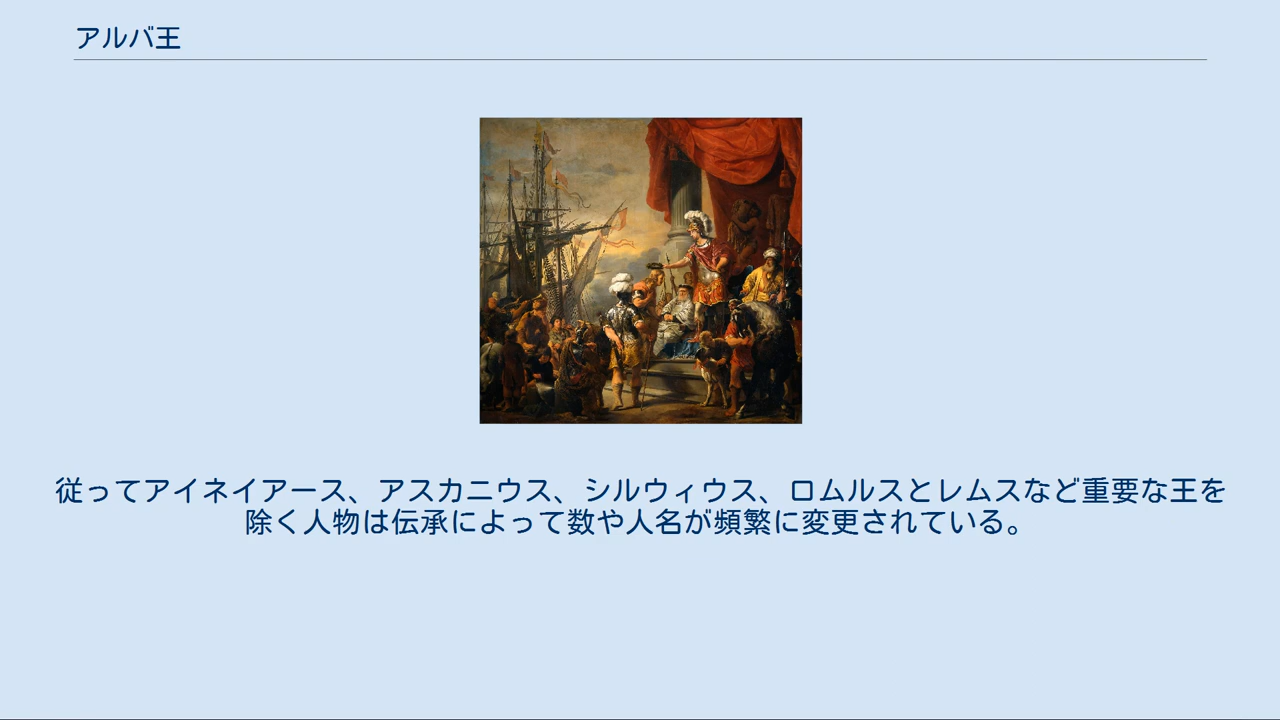 アルバ王
従ってアイネイアース、アスカニウス、シルウィウス、ロムルスとレムスなど重要な王を
除く人物は伝承によって数や人名が頻繁に変更されている。